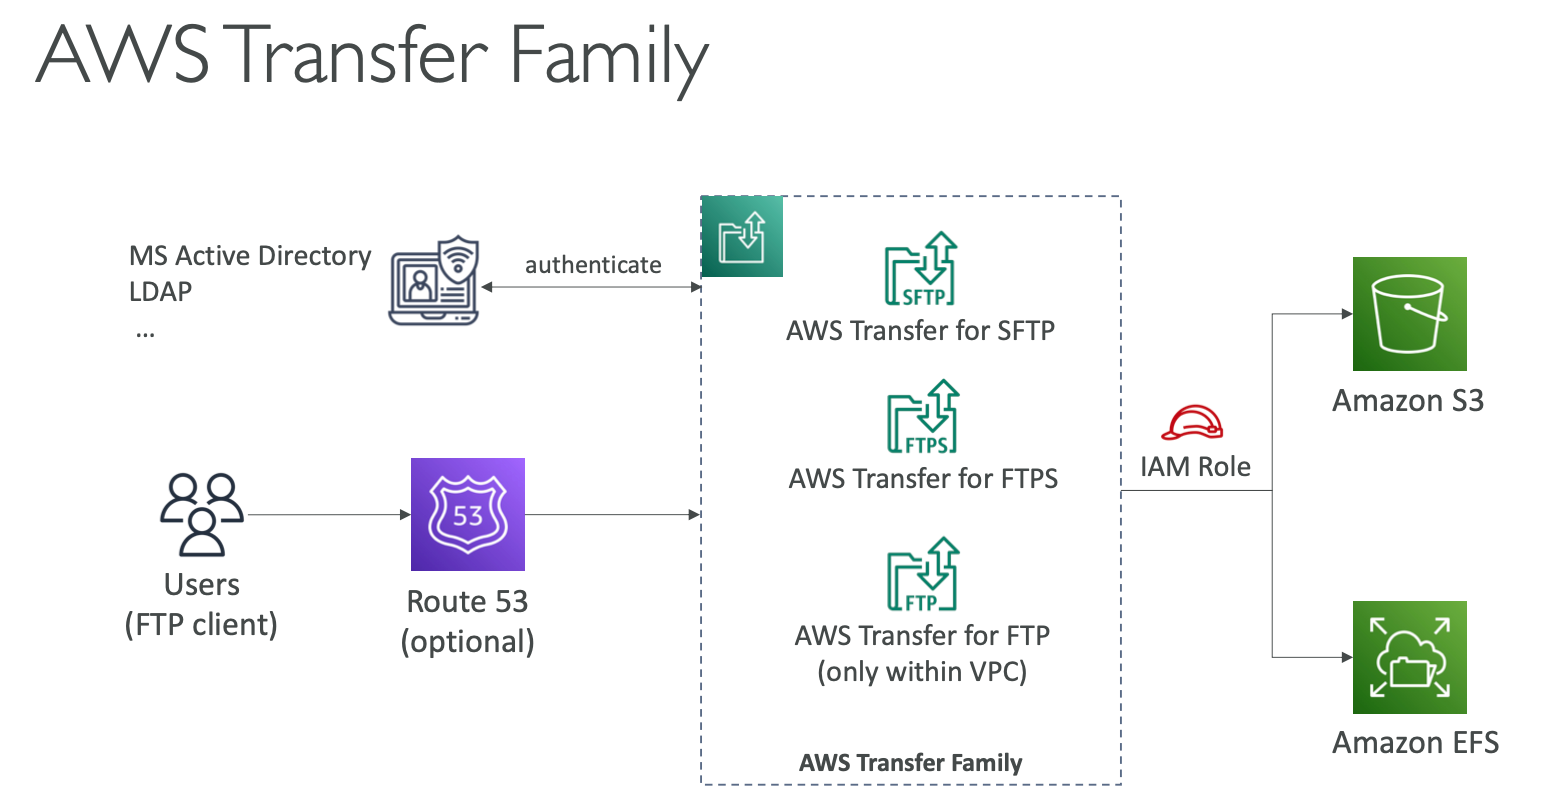 AWS Transfer Family
MS Active Directory
LDAP
...
authenticate
SFTP
AWS Transfer for SFTP
FTPS
AWS Transfer for FTPS
FTP
AWS Transfer for FTP
(only within VPC)
AWS Transfer Family
Users
(FTP client)
53
Route 53
(optional)
IAM Role
Amazon S3
Amazon EFS